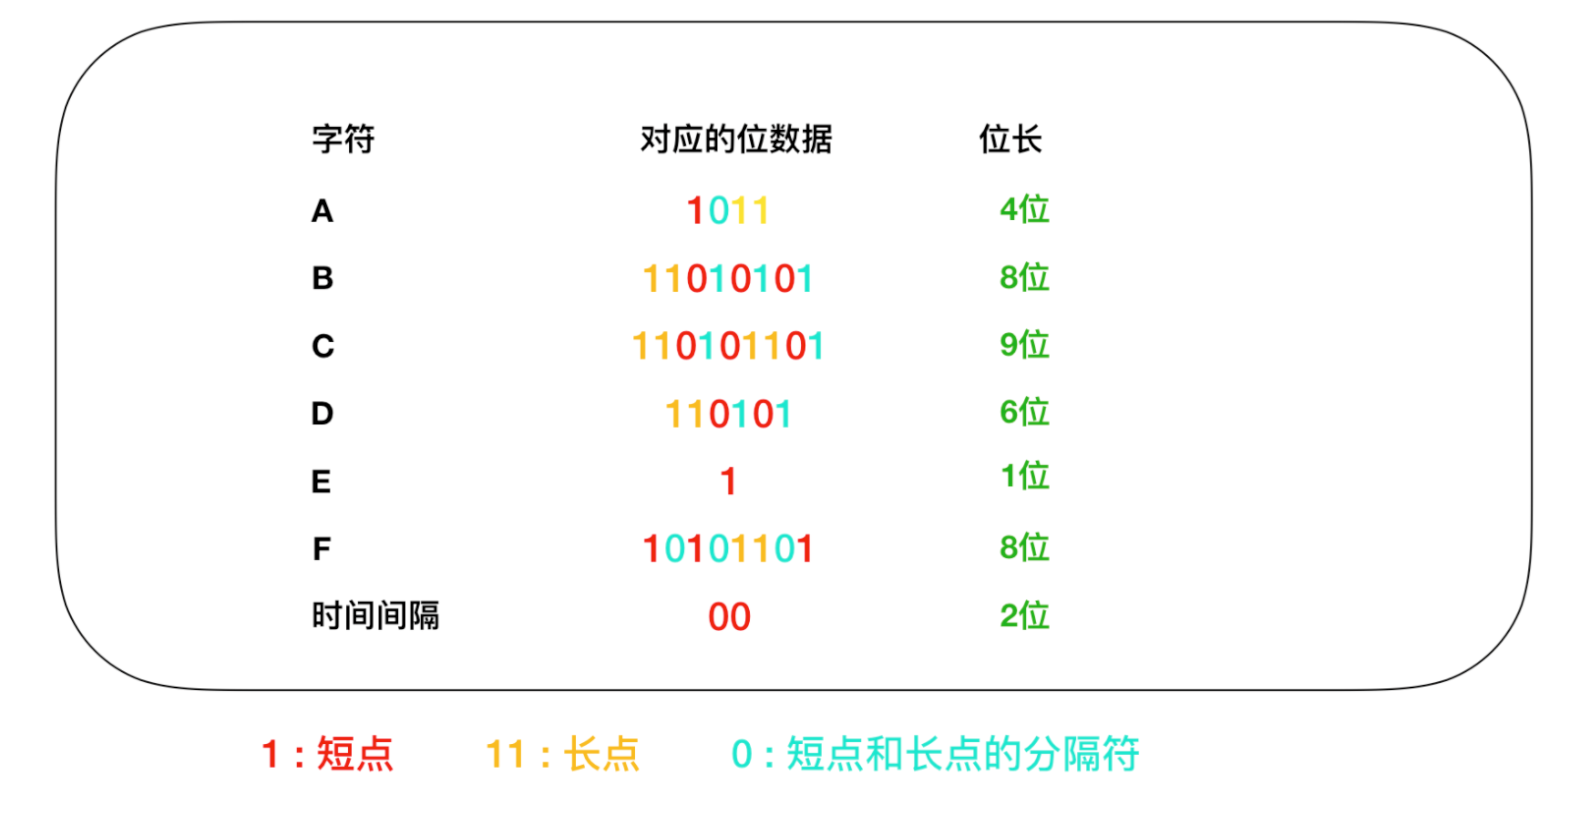 字符 对应的位数据 位长
A 1011 4位
B 11010101 8位
C 110101101 9位
D 110101 6位
E 1 1位
F 10101101 8位
时间间隔 00 2位
1 : 短点 11 : 长点 0 : 短点和长点的分隔符